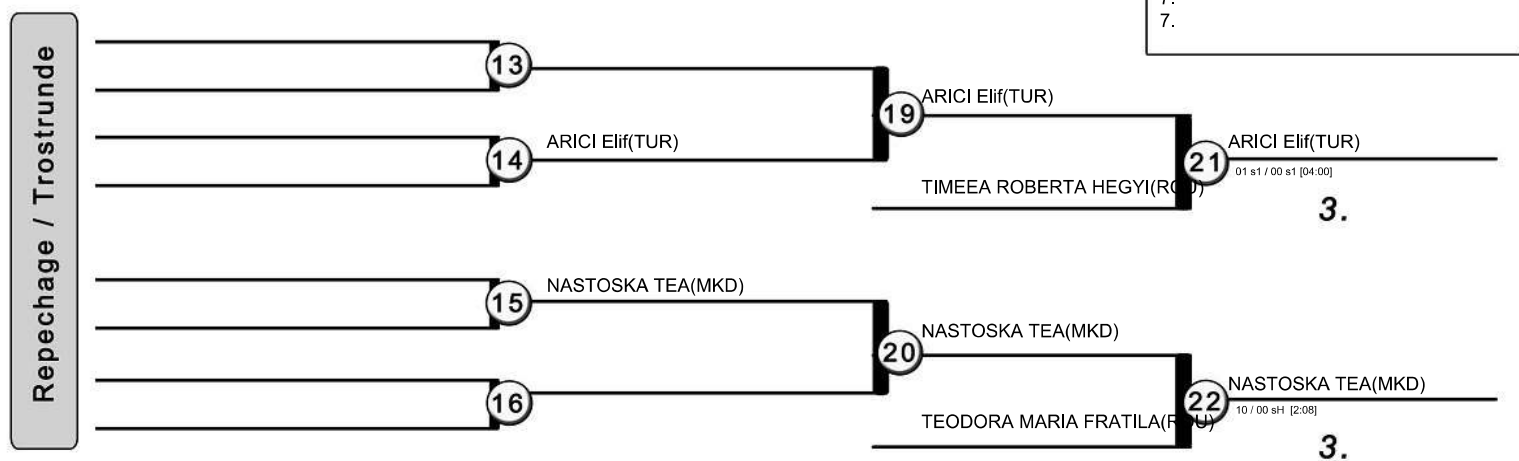 7.
Repechage / Trostrunde
13
14
ARICI Elif(TUR)
19
ARICI Elif(TUR)
TIMEEA ROBERTA HEGYI(ROU)
21
ARICI Elif(TUR)
01 s1 / 00 s1 [04:00]
3.
15
NASTOSKA TEA(MKD)
16
20
NASTOSKA TEA(MKD)
TEODORA MARIA FRATILA(ROU)
22
NASTOSKA TEA(MKD)
10 / 00 sH [2:08]
3.